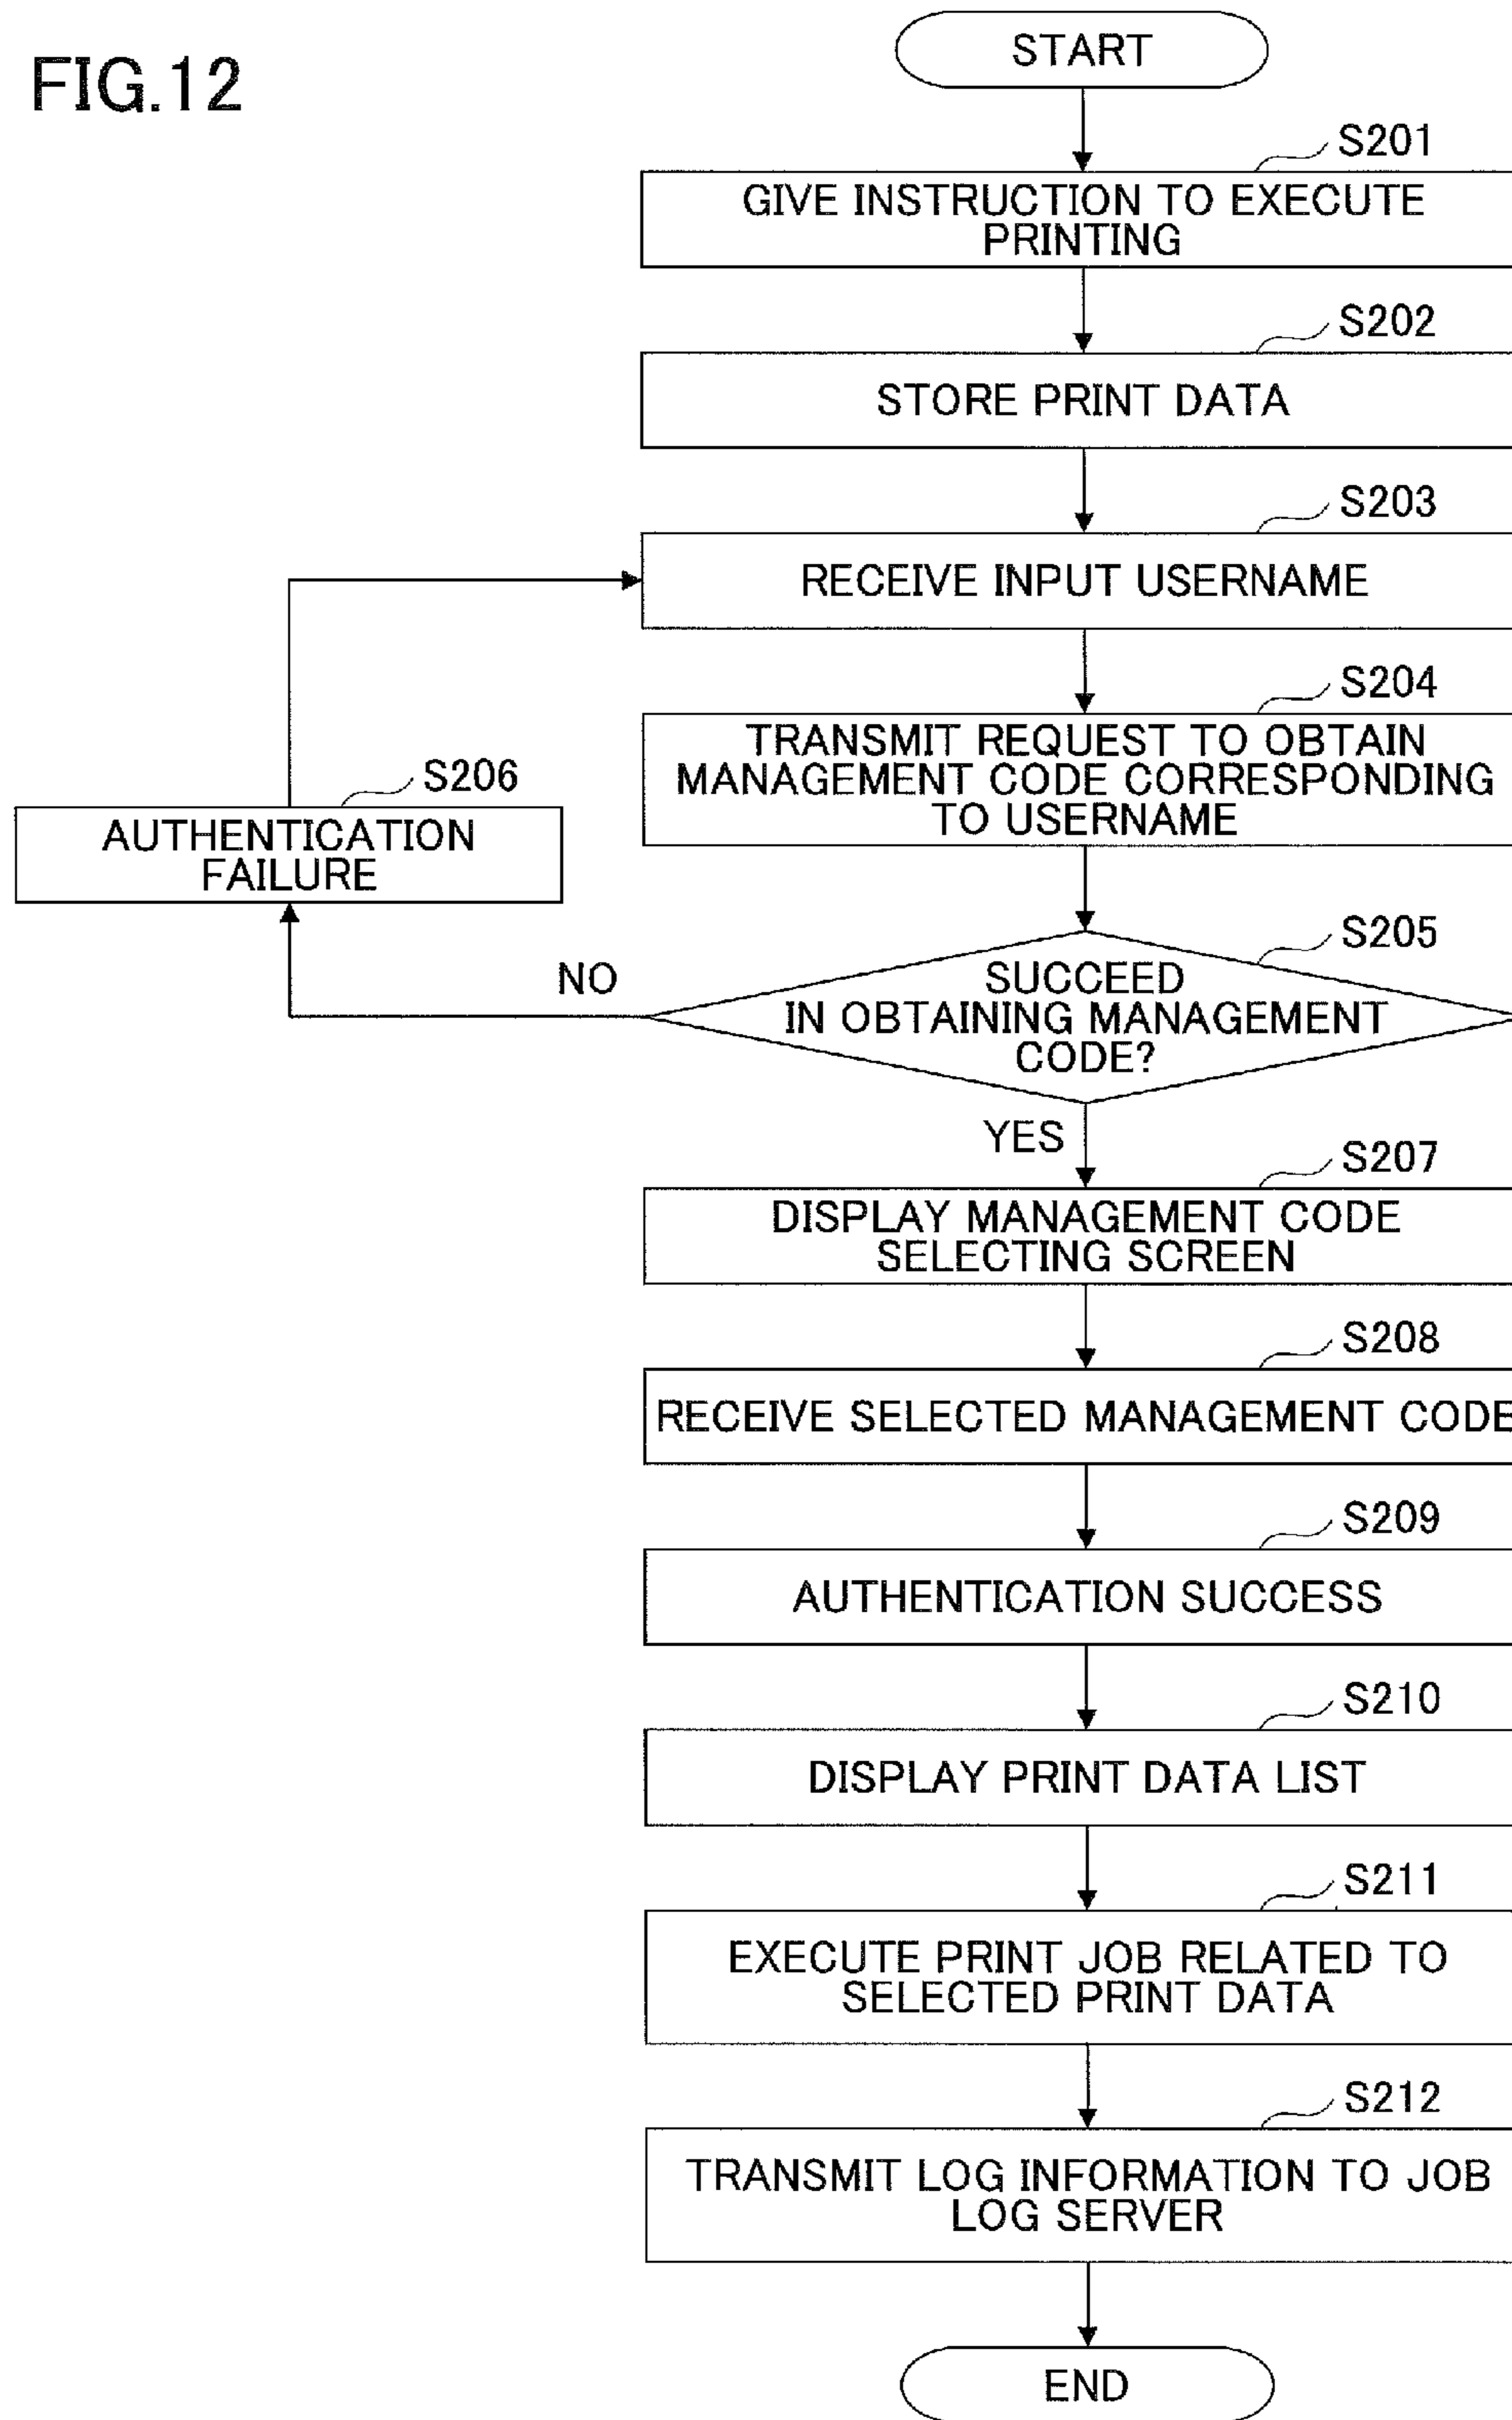 FIG.12
START
S201
GIVE INSTRUCTION TO EXECUTE
PRINTING
S202
STORE PRINT DATA
S203
RECEIVE INPUT USERNAME
S204
TRANSMIT REQUEST TO OBTAIN
MANAGEMENT CODE CORRESPONDING
TO USERNAME
S206
AUTHENTICATION
FAILURE
S205
NO
SUCCEED
IN OBTAINING MANAGEMENT
CODE?
YES
S207
DISPLAY MANAGEMENT CODE
SELECTING SCREEN
S208
RECEIVE SELECTED MANAGEMENT CODE
S209
AUTHENTICATION SUCCESS
S210
DISPLAY PRINT DATA LIST
S211
EXECUTE PRINT JOB RELATED TO
SELECTED PRINT DATA
S212
TRANSMIT LOG INFORMATION TO JOB
LOG SERVER
END